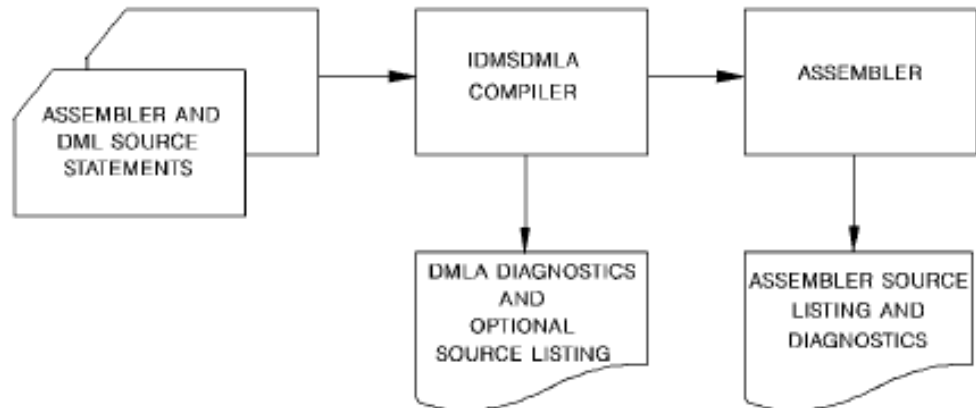 ASSEMBLER AND
DML SOURCE
STATEMENTS
IDMSDMLA
COMPILER
ASSEMBLER
DMLA DIAGNOSTICS
AND
OPTIONAL
SOURCE LISTING
ASSEMBLER SOURCE
LISTING AND
DIAGNOSTICS